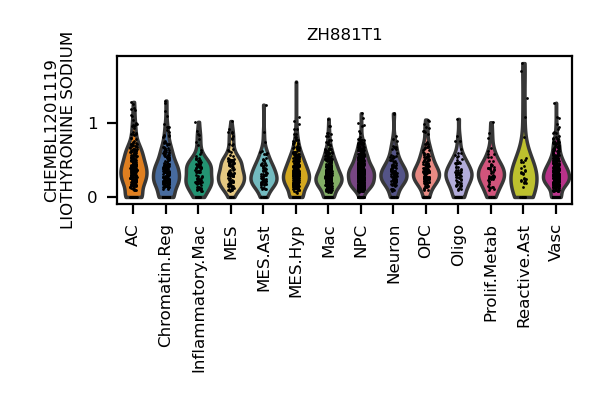 ZH881T1
CHEMBL1201119
LIOTHYRONINE SODIUM
1
0
AC
Chromatin.Reg
Inflammatory.Mac
MES
MES.Ast
MES.Hyp
Mac
NPC
Neuron
OPC
Oligo
Prolif.Metab
Reactive.Ast
Vasc